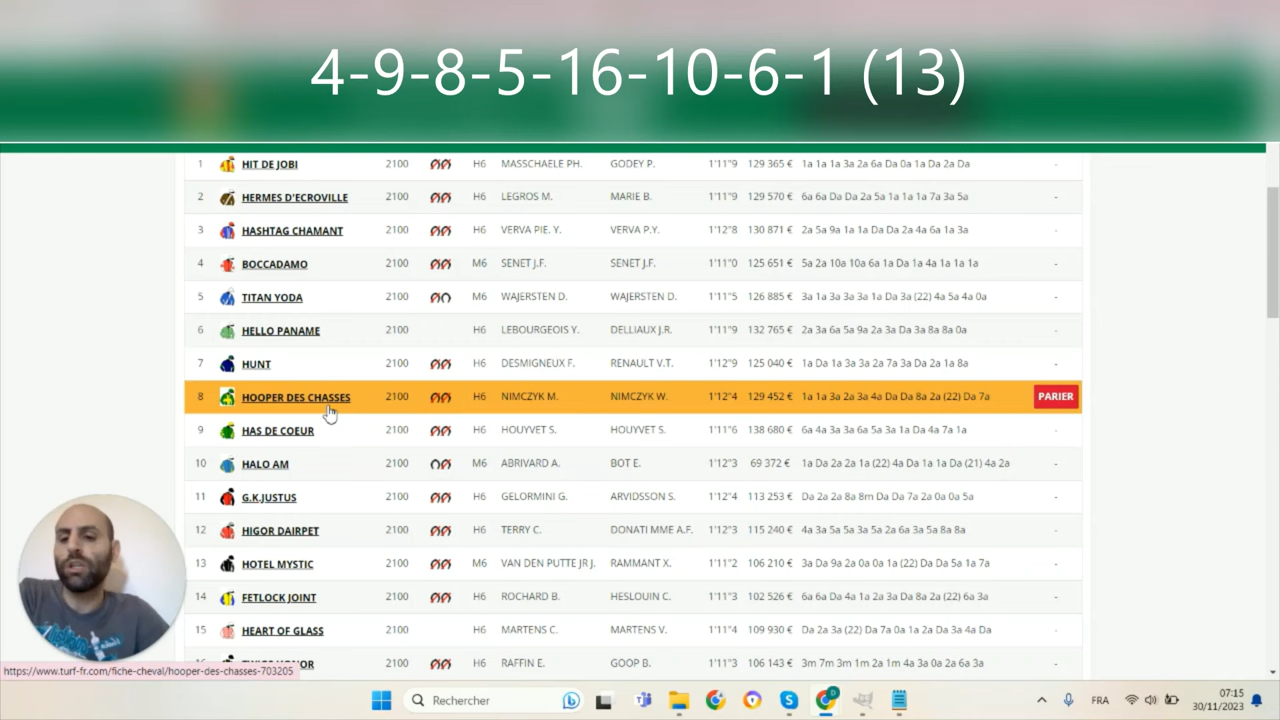 4-9-8-5-16-10-6-1 (13)
1 HIT DE JOBI 2100 H6 MASSCHAELE PH. GODEY P. 1'11"9 129 365 € 1a 1a 1a 3a 2a 6a Da 0a 1a Da 2a Da -
2 HERMES D'ECROVILLE 2100 H6 LEGROS M. MARIE B. 1'11"9 129 570 € 6a 6a Da Da 2a 5a 1a 1a 1a 7a 3a 5a -
3 HASHTAG CHAMANT 2100 H6 VERVA PIE. Y. VERVA P.Y. 1'12"8 130 871 € 2a 5a 9a 1a 1a Da Da 2a 4a 6a 1a 3a -
4 BOCCADAMO 2100 M6 SENET J.F. SENET J.F. 1'11"0 125 651 € 5a 2a 10a 10a 6a 1a Da 1a 4a 1a 1a 1a -
5 TITAN YODA 2100 M6 WAJERSTEN D. WAJERSTEN D. 1'11"5 126 885 € 3a 1a 3a 3a 3a 1a Da 3a (22) 4a 5a 4a 0a -
6 HELLO PANAME 2100 H6 LEBOURGEOIS Y. DELLIAUX J.R. 1'11"9 132 765 € 2a 3a 6a 5a 9a 2a 3a Da 3a 8a 8a 0a -
7 HUNT 2100 H6 DESMIGNEUX F. RENAULT V.T. 1'12"9 125 040 € 1a Da 1a 3a 3a 2a 7a 3a Da 2a 1a 8a -
8 HOOPER DES CHASSES 2100 H6 NIMCZYK M. NIMCZYK W. 1'12"4 129 452 € 1a 1a 3a 2a 3a 4a Da Da 8a 2a (22) Da 7a PARIER
9 HAS DE COEUR 2100 H6 HOUYVET S. HOUYVET S. 1'11"6 138 680 € 6a 4a 3a 3a 6a 5a 3a 1a Da 4a 7a 1a -
10 HALO AM 2100 M6 ABRIVARD A. BOT E. 1'12"3 69 372 € 1a Da 2a 2a 1a (22) 4a Da 1a 1a Da (21) 4a 2a -
11 G.K.JUSTUS 2100 H6 GELORMINI G. ARVIDSSON S. 1'12"4 113 253 € Da 2a 2a 8a 8m Da Da 7a 2a 0a 0a 5a -
12 HIGOR DAIRPET 2100 H6 TERRY C. DONATI MME A.F. 1'12"3 115 240 € 4a 3a 5a 5a 3a 5a 2a 6a 3a 5a 8a 8a -
13 HOTEL MYSTIC 2100 M6 VAN DEN PUTTE JR J. RAMMANT X. 1'11"2 106 210 € 3a Da 9a 2a 0a 0a 1a (22) Da Da 5a 1a 7a -
14 FETLOCK JOINT 2100 H6 ROCHARD B. HESLOUIN C. 1'11"3 102 526 € 6a 6a Da 4a 1a 2a 3a Da 8a 2a (22) 6a 3a -
15 HEART OF GLASS 2100 H6 MARTENS C. MARTENS V. 1'11"4 109 930 € Da 2a 3a (22) Da 7a 0a 1a 2a Da 3a 4a Da -
2100 H6 RAFFIN E. GOOP B. 1'11"3 106 143 € 3m 7m 3m 1m 2a 1m 4a 3a 0a 2a 6a 3a -
https://www.turf-fr.com/fiche-cheval/hooper-des-chasses-703205
Rechercher
FRA
07:15
30/11/2023